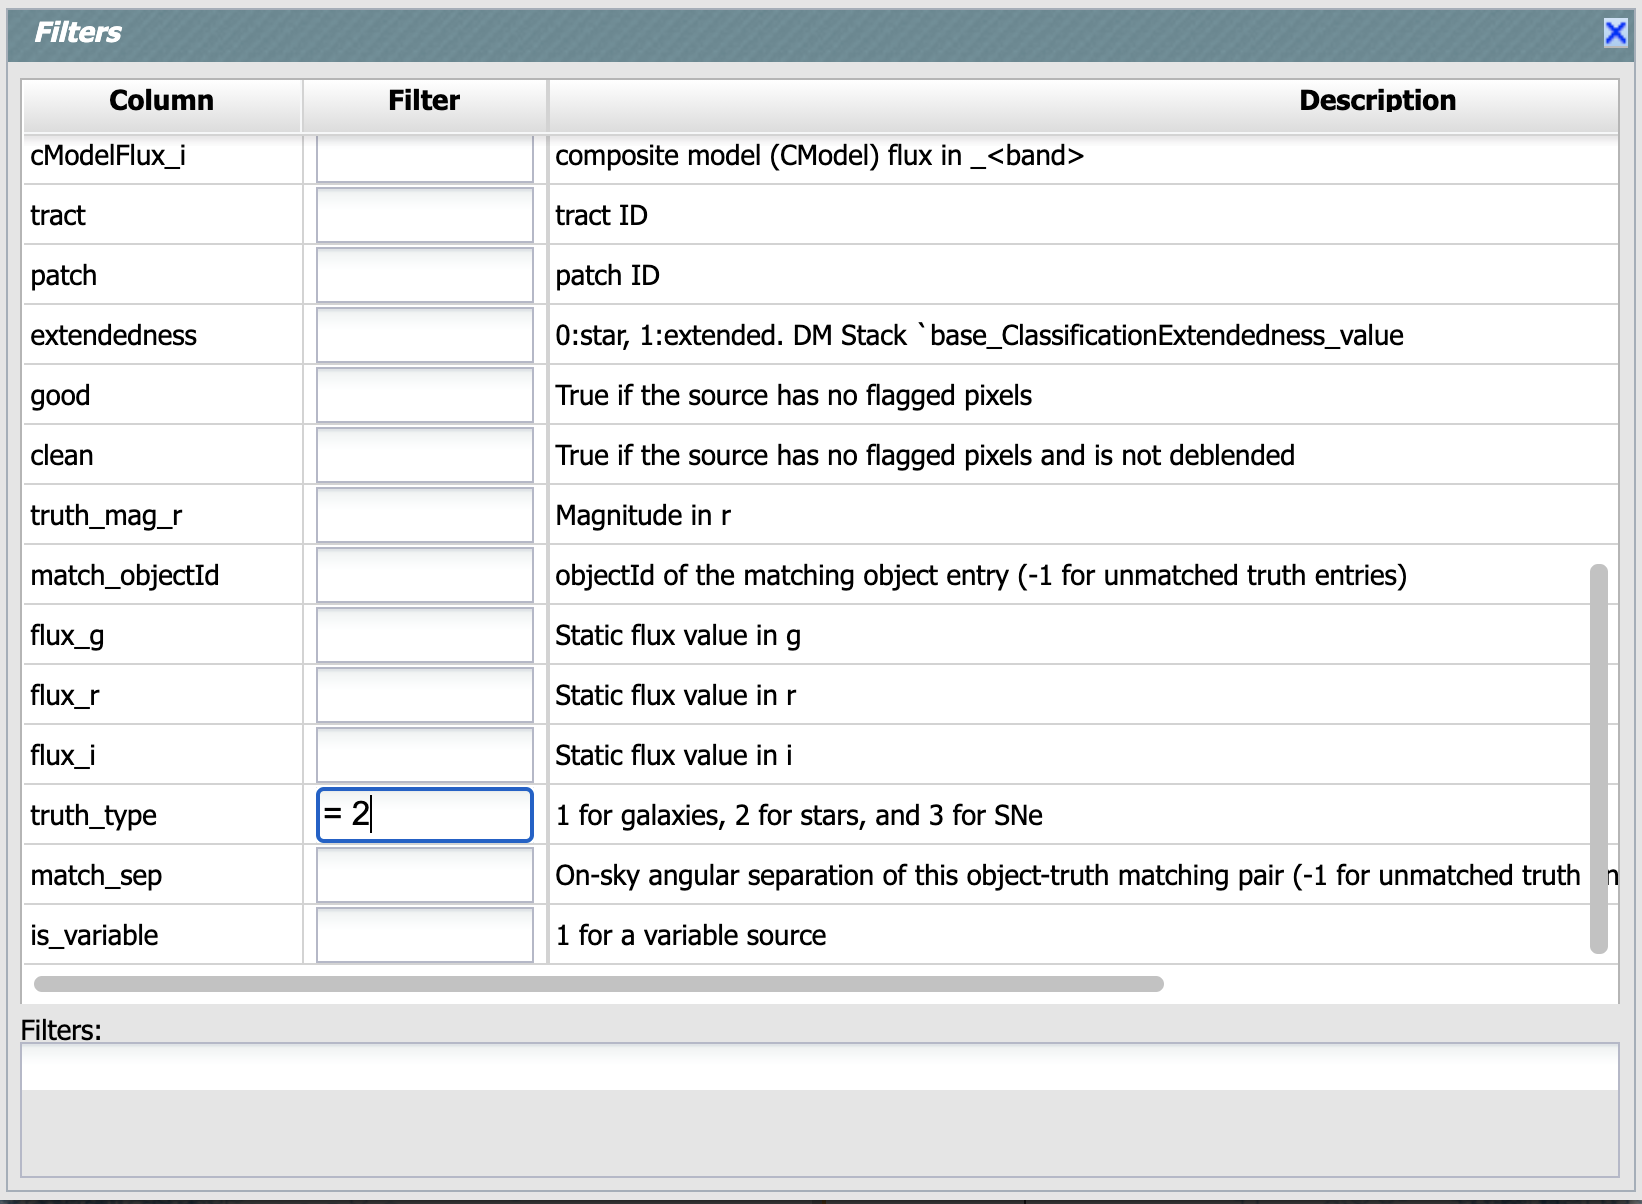 Filters
Column Filter Description
cModelFlux_i composite model (CModel) flux in _<band>
tract tract ID
patch patch ID
extendedness 0:star, 1:extended. DM Stack `base_ClassificationExtendedness_value
good True if the source has no flagged pixels
clean True if the source has no flagged pixels and is not deblended
truth_mag_r Magnitude in r
match_objectId objectId of the matching object entry (-1 for unmatched truth entries)
flux_g Static flux value in g
flux_r Static flux value in r
flux_i Static flux value in i
truth_type = 2 1 for galaxies, 2 for stars, and 3 for SNe
match_sep On-sky angular separation of this object-truth matching pair (-1 for unmatched truth
is_variable 1 for a variable source
Filters: